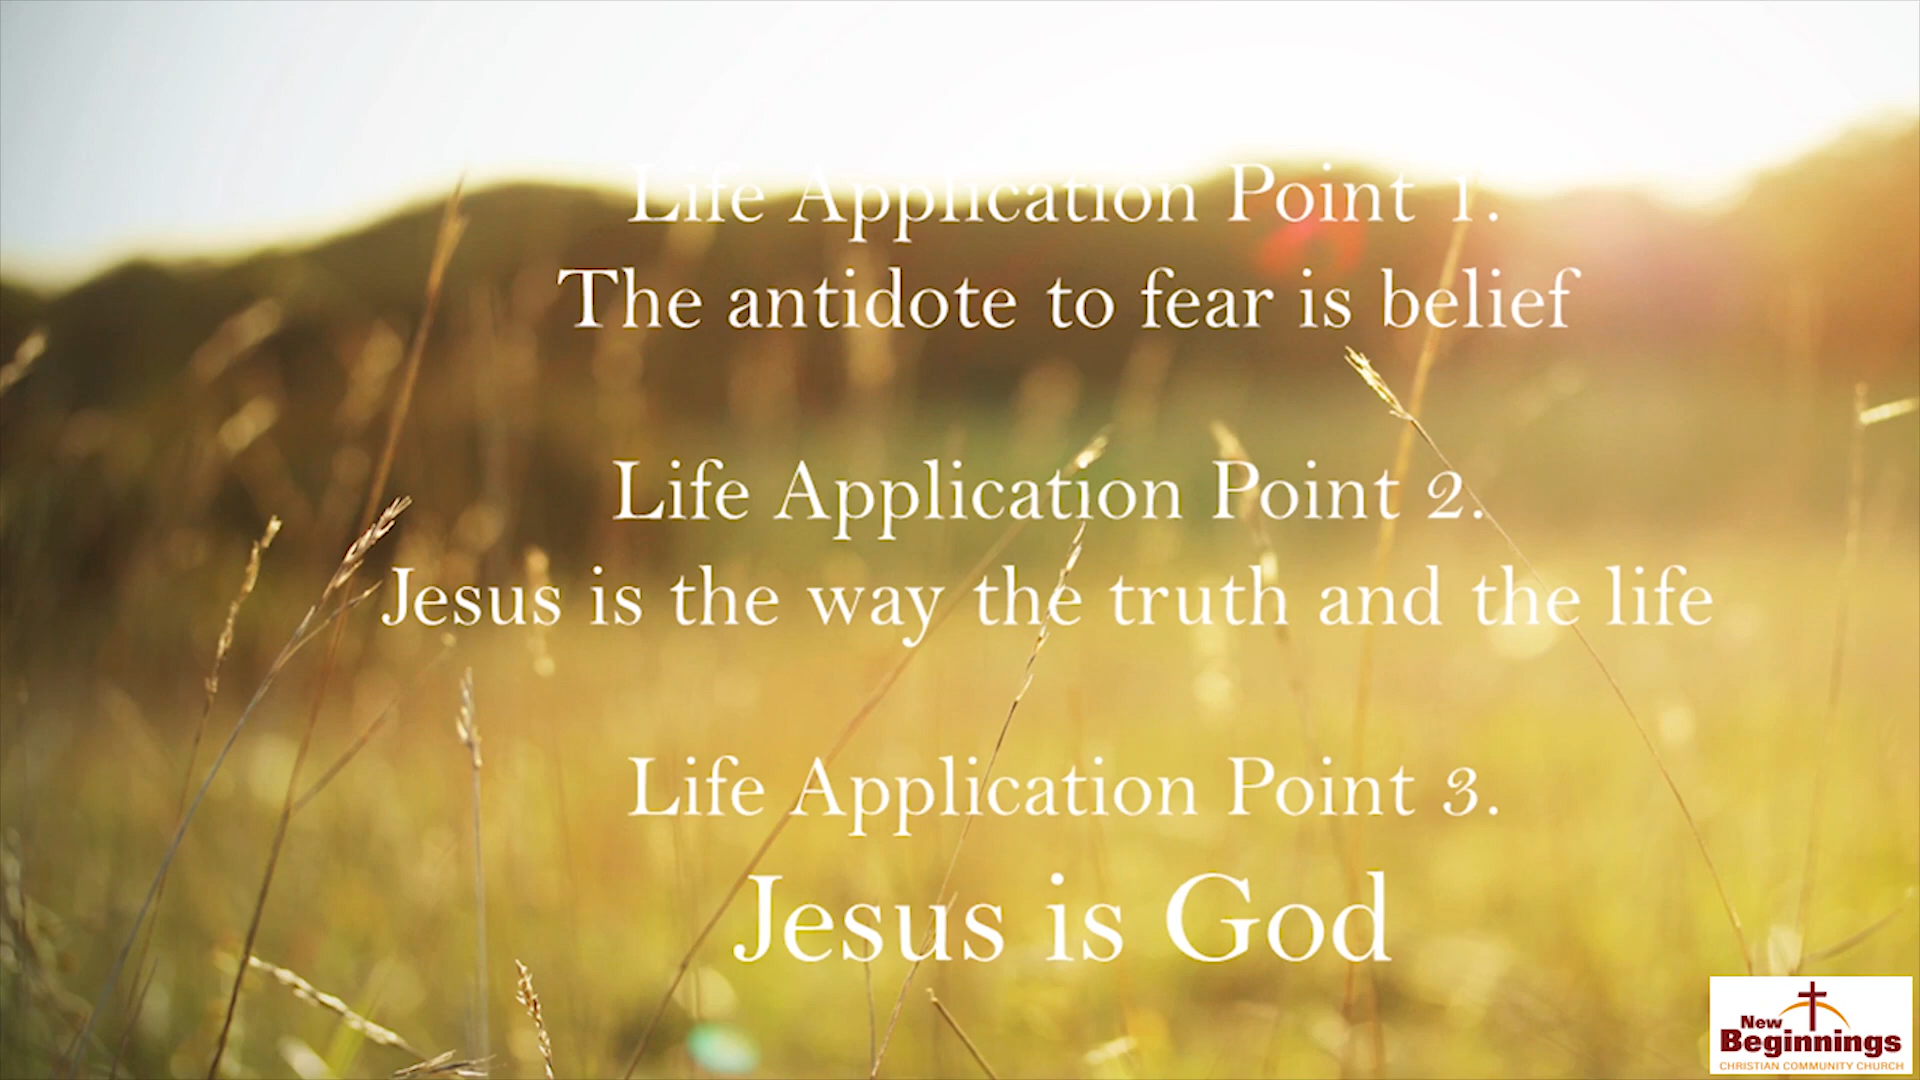 Life Application Point 1.
The antidote to fear is belief
Life Application Point 2.
Jesus is the way the truth and the life
Life Application Point 3.
Jesus is God
New
Beginnings
CHRISTIAN COMMUNITY CHURCH